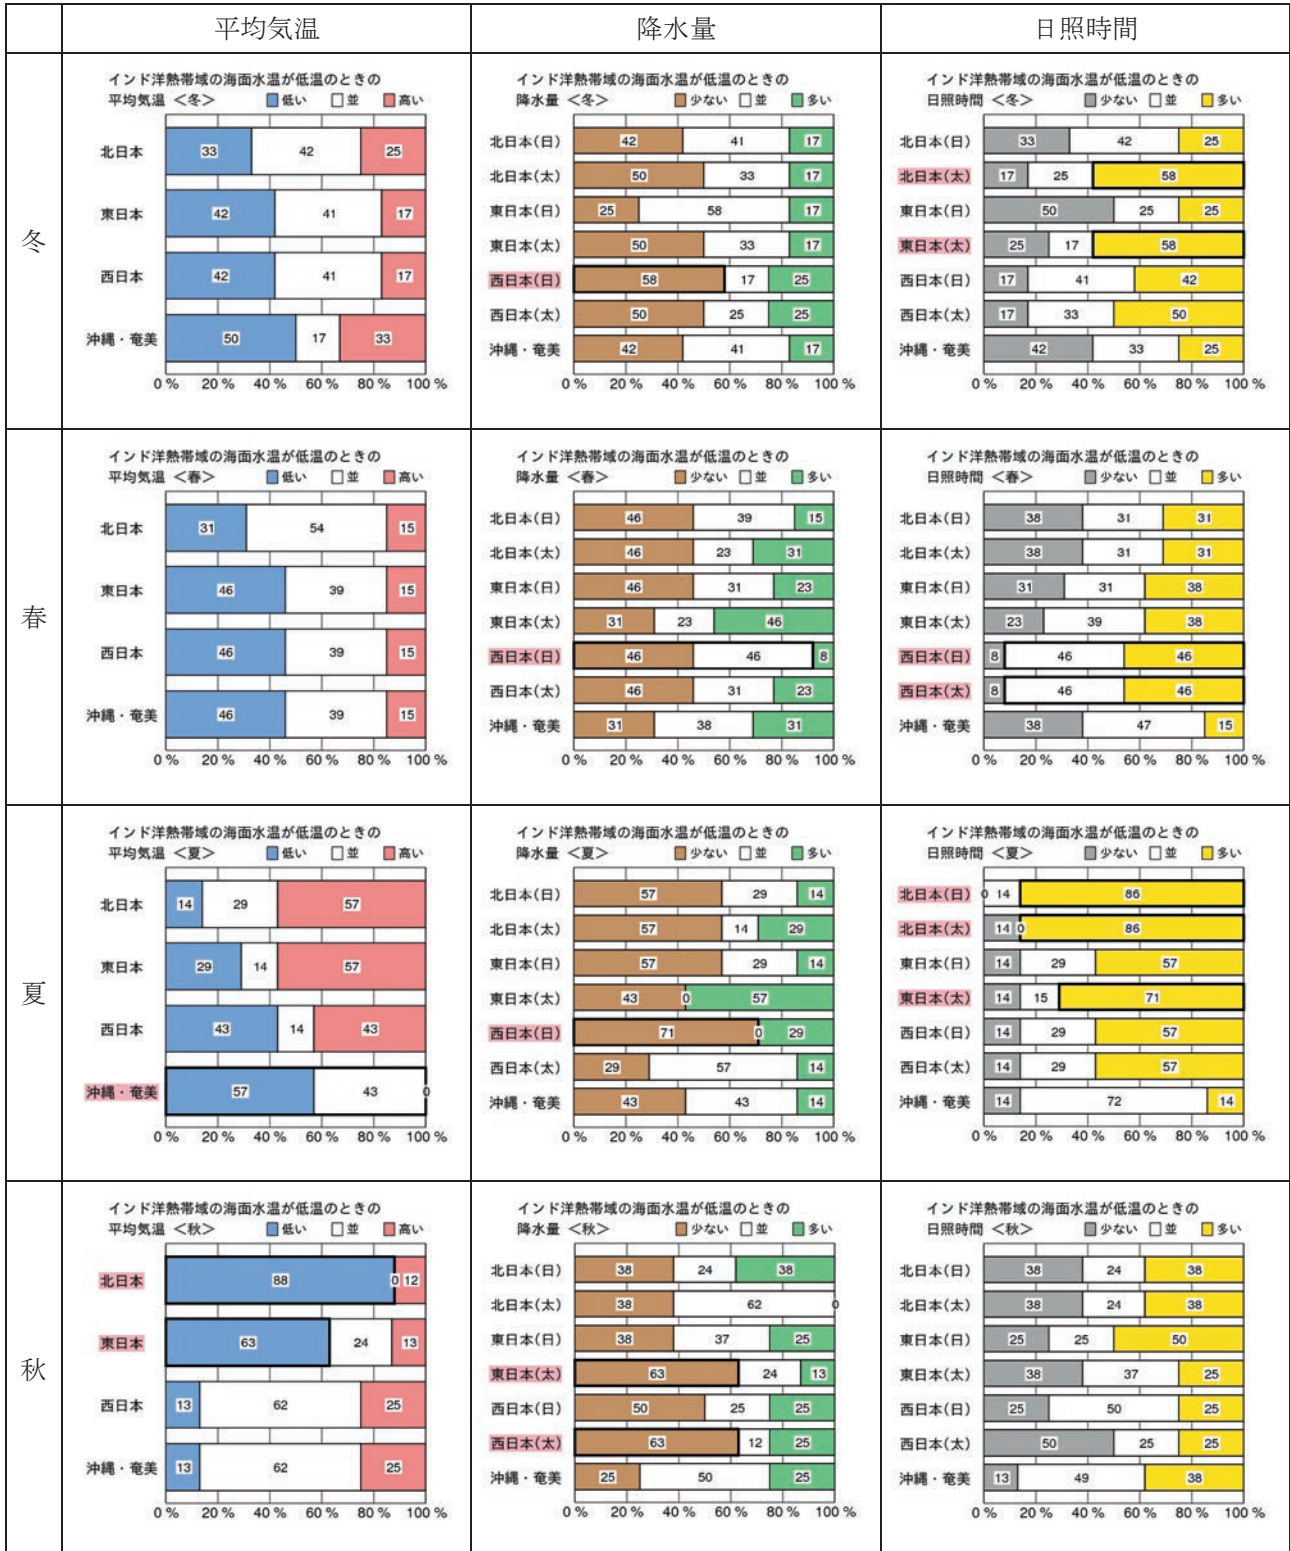 平均気温 降水量 日照時間
冬
インド洋熱帯域の海面水温が低温のときの
平均気温 <冬> 低い 並 高い
北日本 33 42 25
東日本 42 41 17
西日本 42 41 17
沖縄・奄美 50 17 33
0 % 20 % 40 % 60 % 80 % 100 %
インド洋熱帯域の海面水温が低温のときの
降水量 <冬> 少ない 並 多い
北日本(日) 42 41 17
北日本(太) 50 33 17
東日本(日) 25 58 17
東日本(太) 50 33 17
西日本(日) 58 17 25
西日本(太) 50 25 25
沖縄・奄美 42 41 17
0 % 20 % 40 % 60 % 80 % 100 %
インド洋熱帯域の海面水温が低温のときの
日照時間 <冬> 少ない 並 多い
北日本(日) 33 42 25
北日本(太) 17 25 58
東日本(日) 50 25 25
東日本(太) 25 17 58
西日本(日) 17 41 42
西日本(太) 17 33 50
沖縄・奄美 42 33 25
0 % 20 % 40 % 60 % 80 % 100 %
春
インド洋熱帯域の海面水温が低温のときの
平均気温 <春> 低い 並 高い
北日本 31 54 15
東日本 46 39 15
西日本 46 39 15
沖縄・奄美 46 39 15
0 % 20 % 40 % 60 % 80 % 100 %
インド洋熱帯域の海面水温が低温のときの
降水量 <春> 少ない 並 多い
北日本(日) 46 39 15
北日本(太) 46 23 31
東日本(日) 46 31 23
東日本(太) 31 23 46
西日本(日) 46 46 8
西日本(太) 46 31 23
沖縄・奄美 31 38 31
0 % 20 % 40 % 60 % 80 % 100 %
インド洋熱帯域の海面水温が低温のときの
日照時間 <春> 少ない 並 多い
北日本(日) 38 31 31
北日本(太) 38 31 31
東日本(日) 31 31 38
東日本(太) 23 39 38
西日本(日) 8 46 46
西日本(太) 8 46 46
沖縄・奄美 38 47 15
0 % 20 % 40 % 60 % 80 % 100 %
夏
インド洋熱帯域の海面水温が低温のときの
平均気温 <夏> 低い 並 高い
北日本 14 29 57
東日本 29 14 57
西日本 43 14 43
沖縄・奄美 57 43 0
0 % 20 % 40 % 60 % 80 % 100 %
インド洋熱帯域の海面水温が低温のときの
降水量 <夏> 少ない 並 多い
北日本(日) 57 29 14
北日本(太) 57 14 29
東日本(日) 57 29 14
東日本(太) 43 0 57
西日本(日) 71 0 29
西日本(太) 29 57 14
沖縄・奄美 43 43 14
0 % 20 % 40 % 60 % 80 % 100 %
インド洋熱帯域の海面水温が低温のときの
日照時間 <夏> 少ない 並 多い
北日本(日) 0 14 86
北日本(太) 14 0 86
東日本(日) 14 29 57
東日本(太) 14 15 71
西日本(日) 14 29 57
西日本(太) 14 29 57
沖縄・奄美 14 72 14
0 % 20 % 40 % 60 % 80 % 100 %
秋
インド洋熱帯域の海面水温が低温のときの
平均気温 <秋> 低い 並 高い
北日本 88 0 12
東日本 63 24 13
西日本 13 62 25
沖縄・奄美 13 62 25
0 % 20 % 40 % 60 % 80 % 100 %
インド洋熱帯域の海面水温が低温のときの
降水量 <秋> 少ない 並 多い
北日本(日) 38 24 38
北日本(太) 38 62 0
東日本(日) 38 37 25
東日本(太) 63 24 13
西日本(日) 50 25 25
西日本(太) 63 12 25
沖縄・奄美 25 50 25
0 % 20 % 40 % 60 % 80 % 100 %
インド洋熱帯域の海面水温が低温のときの
日照時間 <秋> 少ない 並 多い
北日本(日) 38 24 38
北日本(太) 38 24 38
東日本(日) 25 25 50
東日本(太) 38 37 25
西日本(日) 25 50 25
西日本(太) 50 25 25
沖縄・奄美 13 49 38
0 % 20 % 40 % 60 % 80 % 100 %